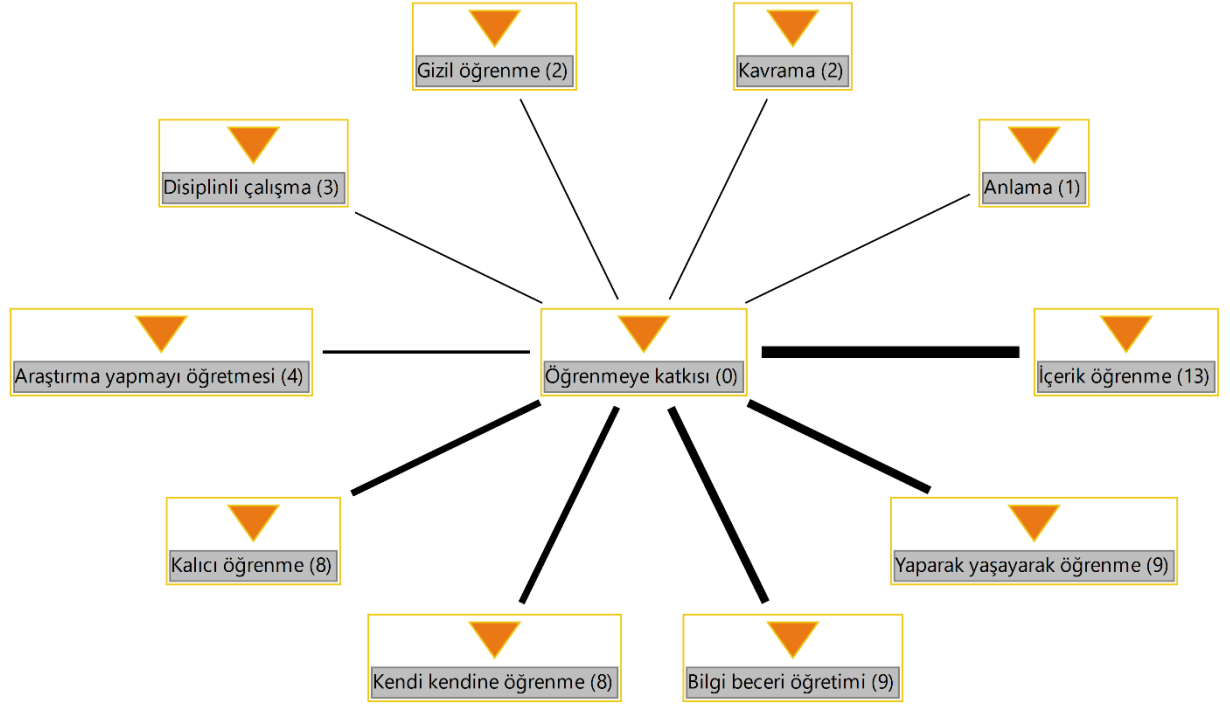 Gizil öğrenme (2)
Kavrama (2)
Disiplinli çalışma (3)
Anlama (1)
Araştırma yapmayı öğretmesi (4)
Öğrenmeye katkısı (0)
İçerik öğrenme (13)
Kalıcı öğrenme (8)
Yaparak yaşayarak öğrenme (9)
Kendi kendine öğrenme (8)
Bilgi beceri öğretimi (9)